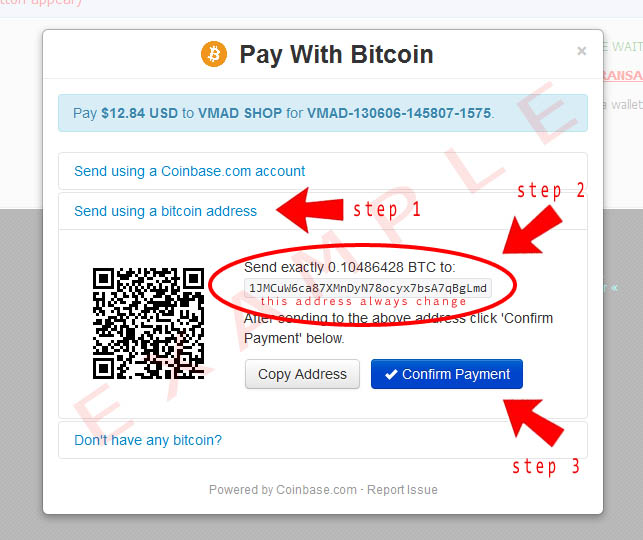 tton appear)
Pay With Bitcoin
×
E WAIT
RANSA
a wallet
Pay $12.84 USD to VMAD SHOP for VMAD-130606-145807-1575.
Send using a Coinbase.com account
step 2
Send using a bitcoin address
step 1
Send exactly 0.10486428 BTC to:
1JMCuW6ca87XMnDyN78ocyx7bsA7qBgLmd
this address always change
r «
After sending to the above address click 'Confirm
Payment' below.
Copy Address
Confirm Payment
EXAMPLE
Don't have any bitcoin?
step 3
Powered by Coinbase.com - Report Issue